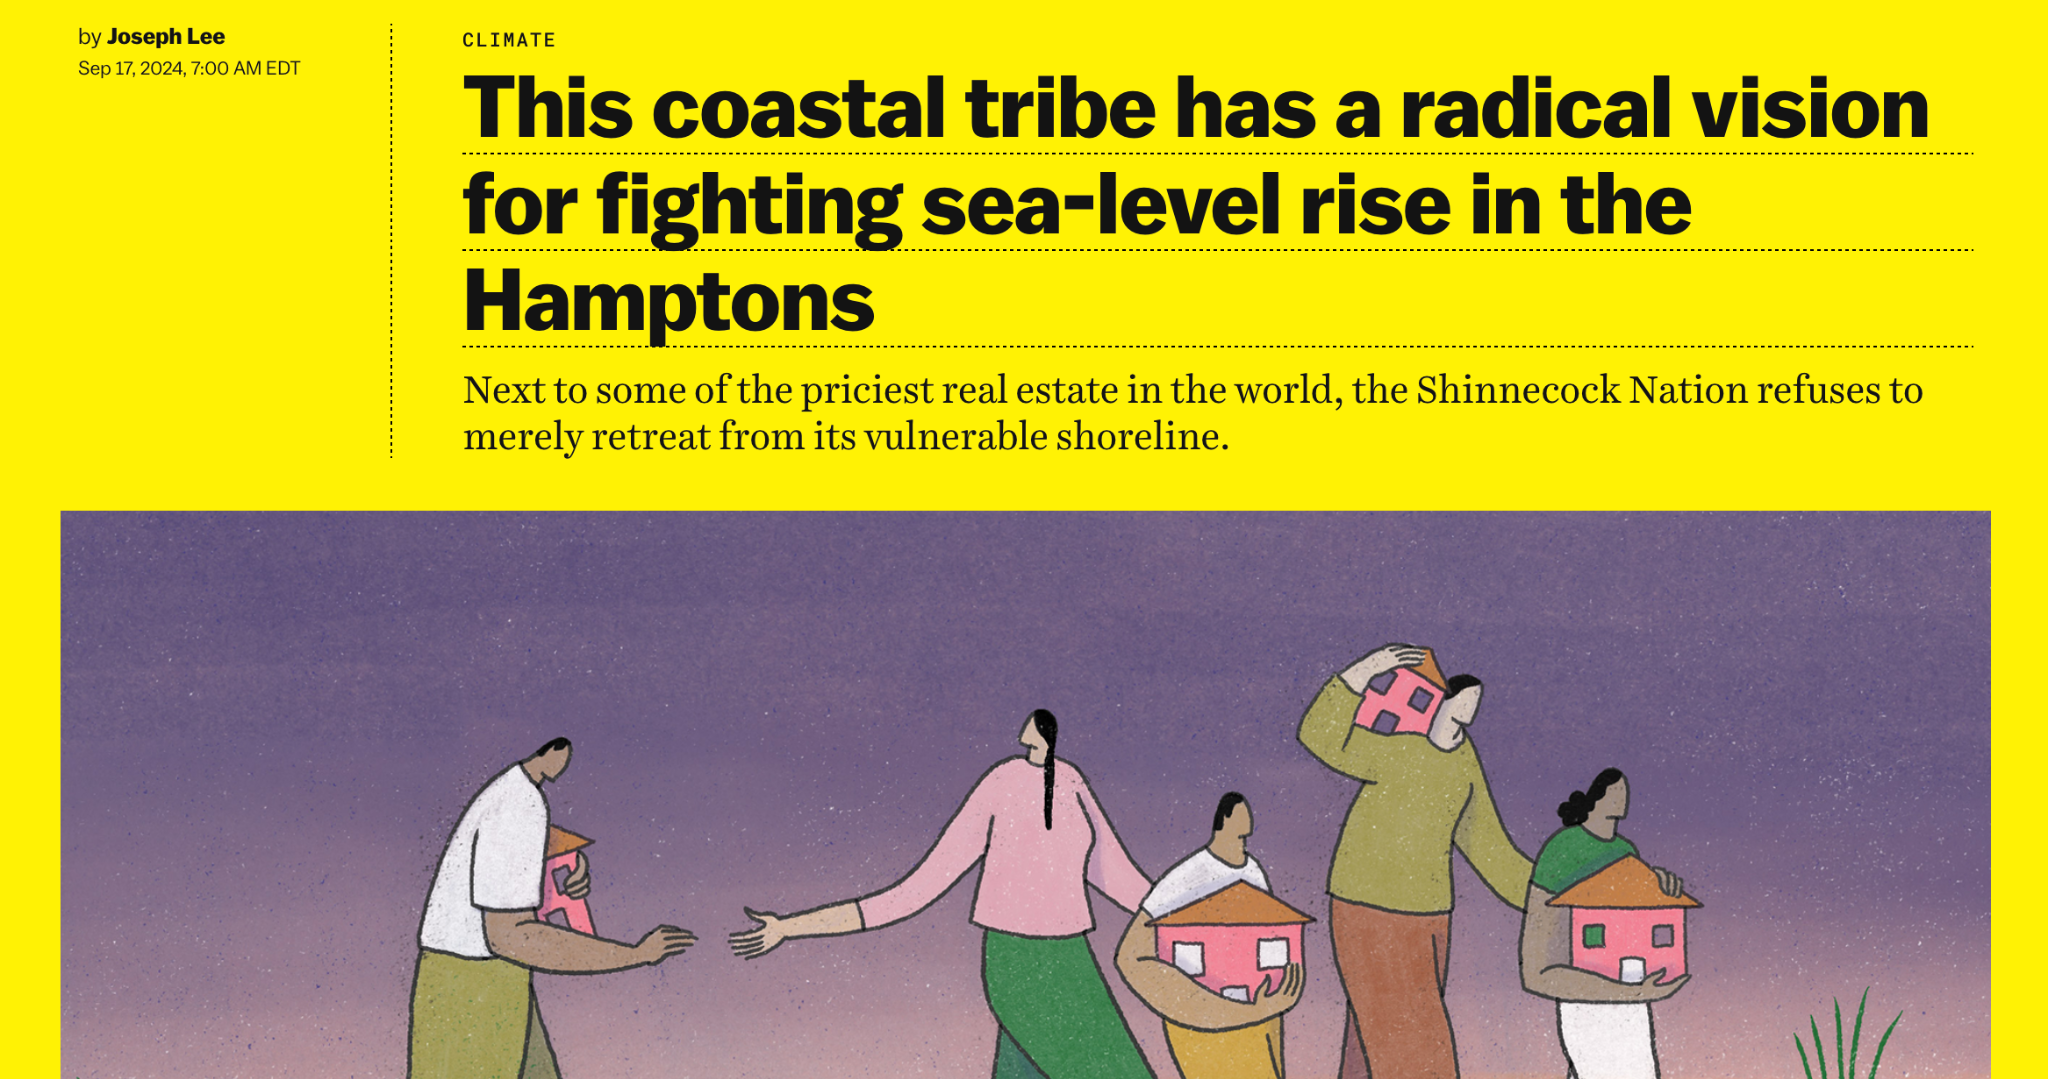 by Joseph Lee
Sep 17, 2024, 7:00 AM EDT
CLIMATE
This coastal tribe has a radical vision
for fighting sea-level rise in the
Hamptons
Next to some of the priciest real estate in the world, the Shinnecock Nation refuses to
merely retreat from its vulnerable shoreline.